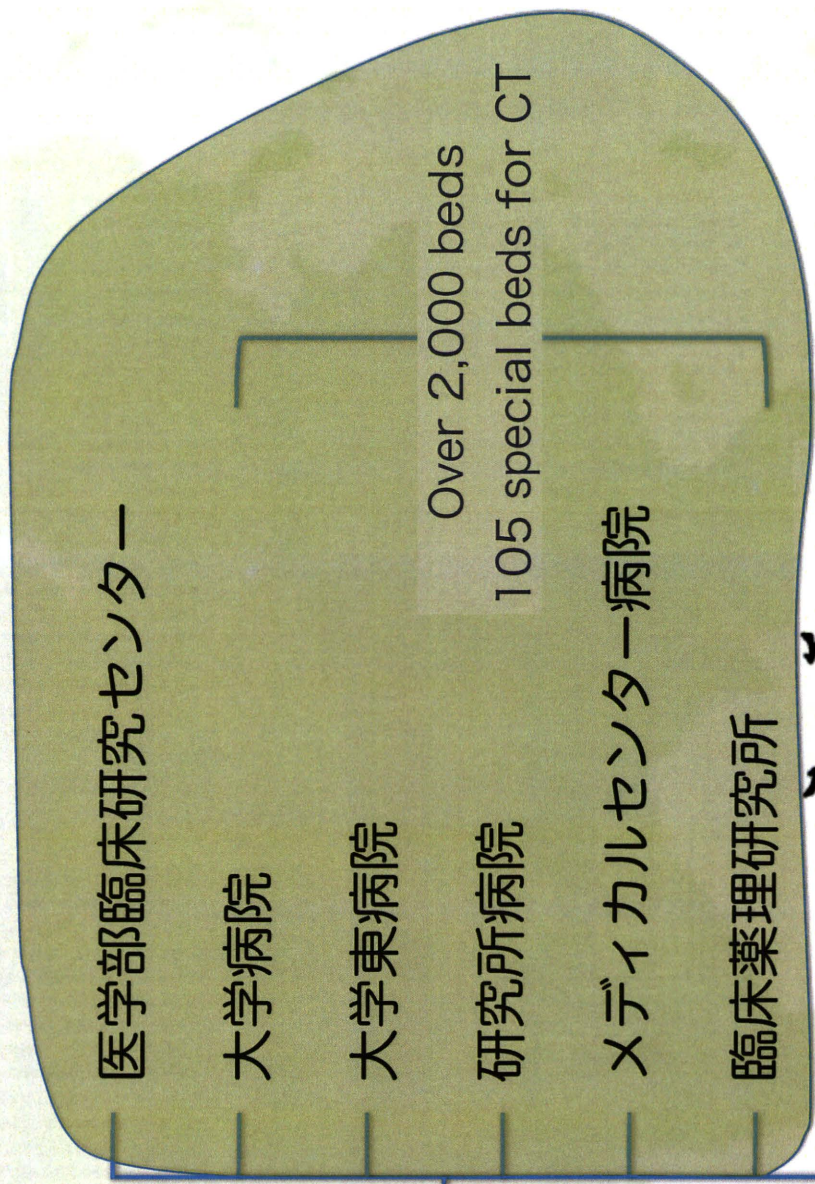 医学部臨床研究センター
大学病院
大学東病院
研究所病院
メディカルセンター病院
臨床薬理研究所
Over 2,000 beds
105 special beds for CT